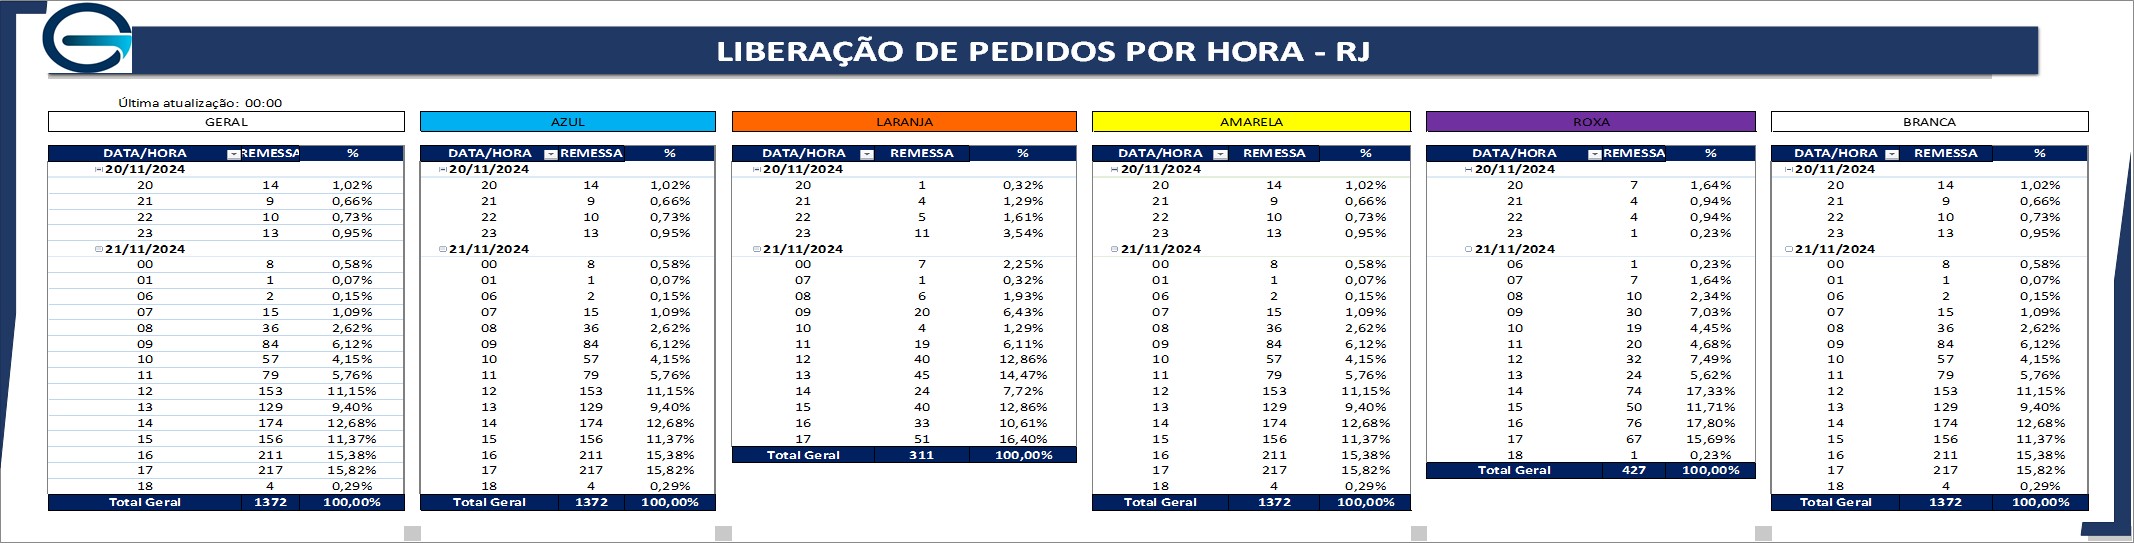 LIBERAÇÃO DE PEDIDOS POR HORA - RJ
Última atualização: 00:00
GERAL
DATA/HORA REMESSA %
20/11/2024
20 14 1,02%
21 9 0,66%
22 10 0,73%
23 13 0,95%
21/11/2024
00 8 0,58%
01 1 0,07%
06 2 0,15%
07 15 1,09%
08 36 2,62%
09 84 6,12%
10 57 4,15%
11 79 5,76%
12 153 11,15%
13 129 9,40%
14 174 12,68%
15 156 11,37%
16 211 15,38%
17 217 15,82%
18 4 0,29%
Total Geral 1372 100,00%
AZUL
DATA/HORA REMESSA %
20/11/2024
20 14 1,02%
21 9 0,66%
22 10 0,73%
23 13 0,95%
21/11/2024
00 8 0,58%
01 1 0,07%
06 2 0,15%
07 15 1,09%
08 36 2,62%
09 84 6,12%
10 57 4,15%
11 79 5,76%
12 153 11,15%
13 129 9,40%
14 174 12,68%
15 156 11,37%
16 211 15,38%
17 217 15,82%
18 4 0,29%
Total Geral 1372 100,00%
LARANJA
DATA/HORA REMESSA %
20/11/2024
20 1 0,32%
21 4 1,29%
22 5 1,61%
23 11 3,54%
21/11/2024
00 7 2,25%
07 1 0,32%
08 6 1,93%
09 20 6,43%
10 4 1,29%
11 19 6,11%
12 40 12,86%
13 45 14,47%
14 24 7,72%
15 40 12,86%
16 33 10,61%
17 51 16,40%
Total Geral 311 100,00%
AMARELA
DATA/HORA REMESSA %
20/11/2024
20 14 1,02%
21 9 0,66%
22 10 0,73%
23 13 0,95%
21/11/2024
00 8 0,58%
01 1 0,07%
06 2 0,15%
07 15 1,09%
08 36 2,62%
09 84 6,12%
10 57 4,15%
11 79 5,76%
12 153 11,15%
13 129 9,40%
14 174 12,68%
15 156 11,37%
16 211 15,38%
17 217 15,82%
18 4 0,29%
Total Geral 1372 100,00%
ROXA
DATA/HORA REMESSA %
20/11/2024
20 7 1,64%
21 4 0,94%
22 4 0,94%
23 1 0,23%
21/11/2024
06 1 0,23%
07 7 1,64%
08 10 2,34%
09 30 7,03%
10 19 4,45%
11 20 4,68%
12 32 7,49%
13 24 5,62%
14 74 17,33%
15 50 11,71%
16 76 17,80%
17 67 15,69%
18 1 0,23%
Total Geral 427 100,00%
BRANCA
DATA/HORA REMESSA %
20/11/2024
20 14 1,02%
21 9 0,66%
22 10 0,73%
23 13 0,95%
21/11/2024
00 8 0,58%
01 1 0,07%
06 2 0,15%
07 15 1,09%
08 36 2,62%
09 84 6,12%
10 57 4,15%
11 79 5,76%
12 153 11,15%
13 129 9,40%
14 174 12,68%
15 156 11,37%
16 211 15,38%
17 217 15,82%
18 4 0,29%
Total Geral 1372 100,00%